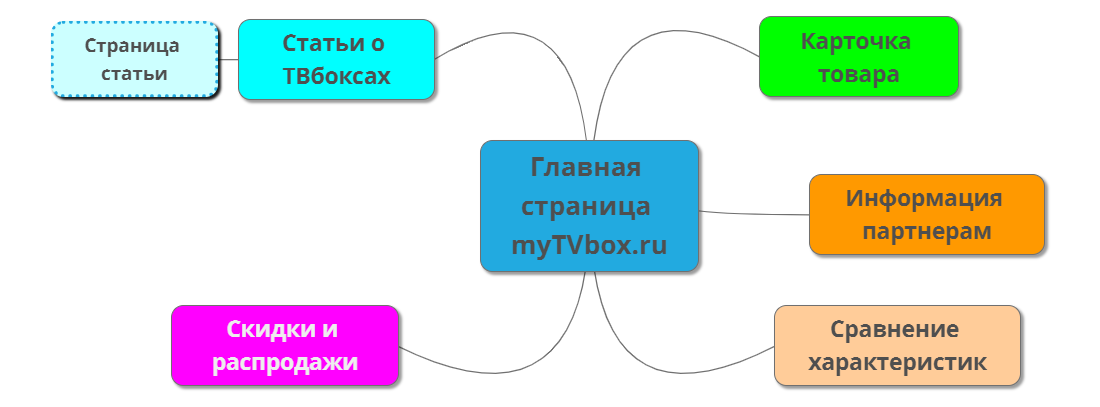 Страница
статьи
Статьи о
ТВбоксах
Карточка
товара
Главная
страница
myTVbox.ru
Информация
партнерам
Скидки и
распродажи
Сравнение
характеристик